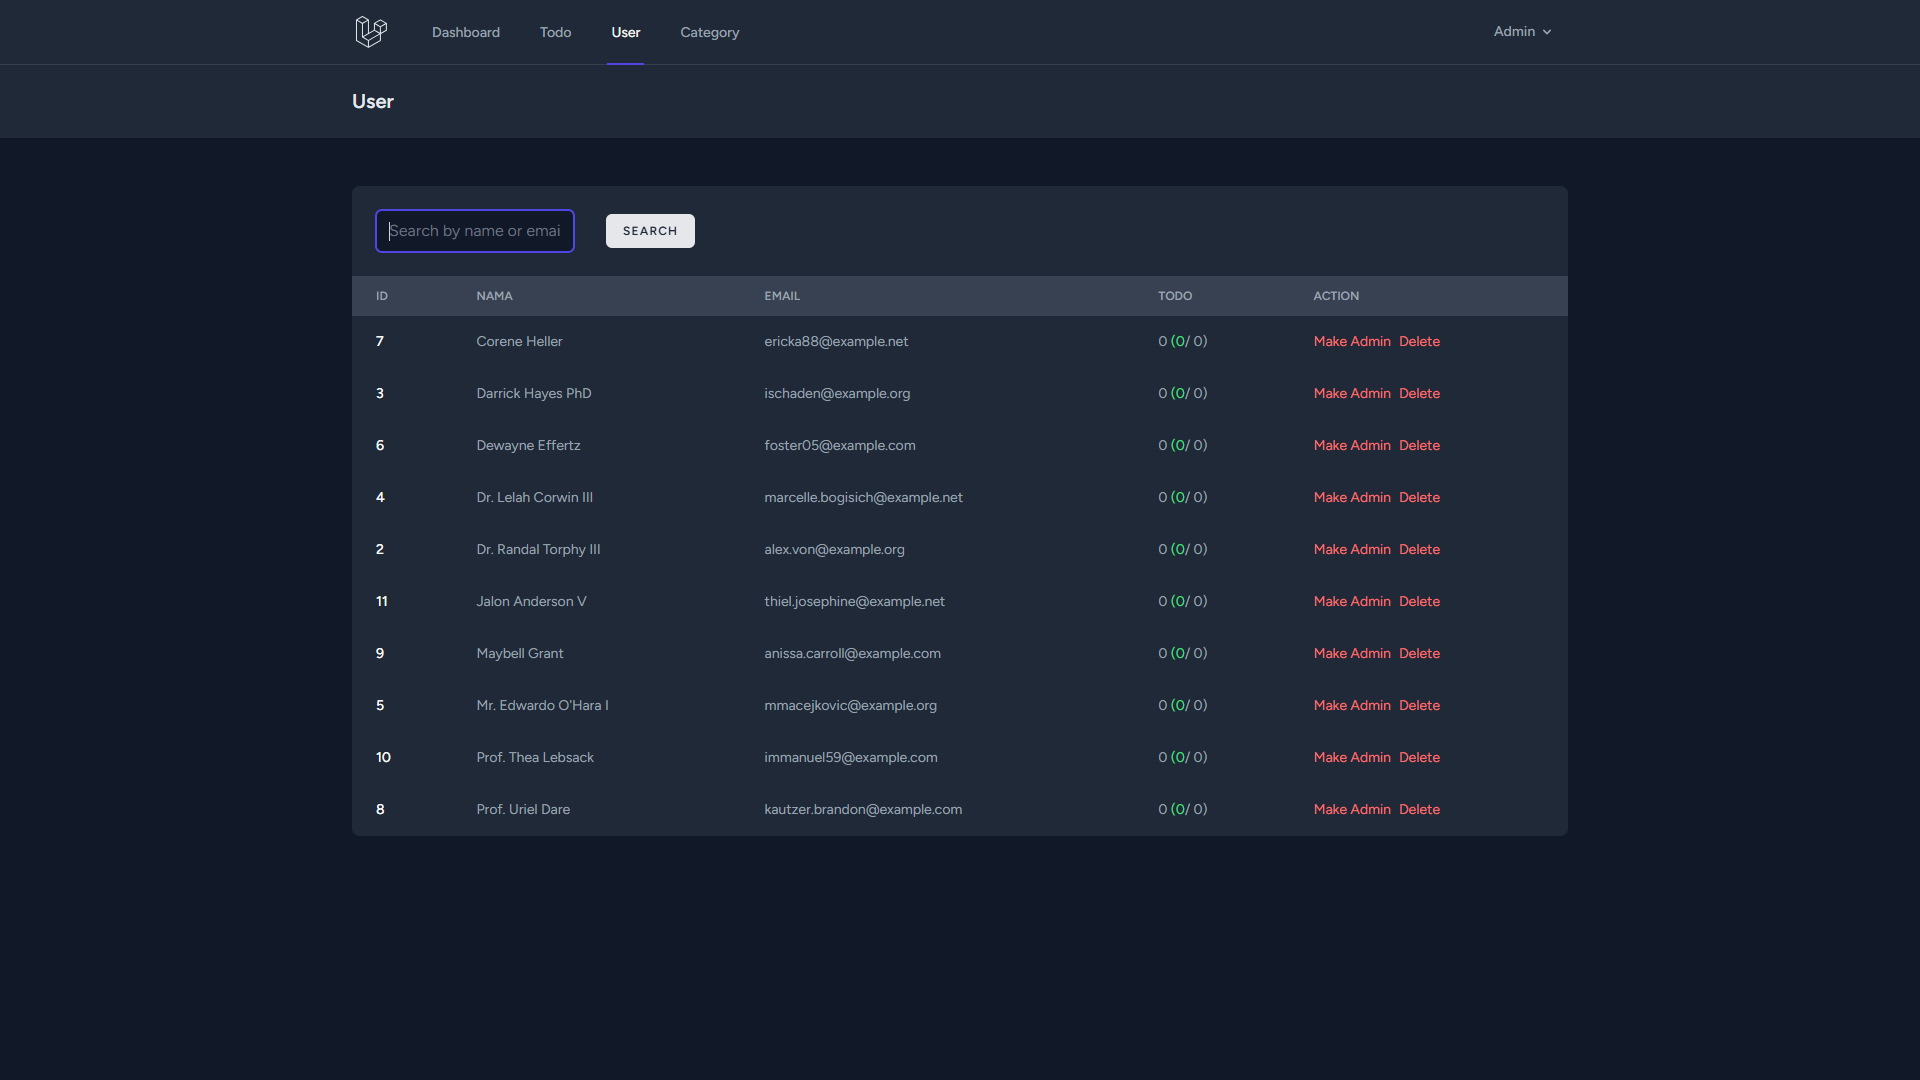 Dashboard Todo User Category Admin
User
Search by name or emai SEARCH
ID NAMA EMAIL TODO ACTION
7 Corene Heller ericka88@example.net 0 (0/ 0) Make Admin Delete
3 Darrick Hayes PhD ischaden@example.org 0 (0/ 0) Make Admin Delete
6 Dewayne Effertz foster05@example.com 0 (0/ 0) Make Admin Delete
4 Dr. Lelah Corwin III marcelle.bogisich@example.net 0 (0/ 0) Make Admin Delete
2 Dr. Randal Torphy III alex.von@example.org 0 (0/ 0) Make Admin Delete
11 Jalon Anderson V thiel.josephine@example.net 0 (0/ 0) Make Admin Delete
9 Maybell Grant anissa.carroll@example.com 0 (0/ 0) Make Admin Delete
5 Mr. Edwardo O'Hara I mmacejkovic@example.org 0 (0/ 0) Make Admin Delete
10 Prof. Thea Lebsack immanuel59@example.com 0 (0/ 0) Make Admin Delete
8 Prof. Uriel Dare kautzer.brandon@example.com 0 (0/ 0) Make Admin Delete